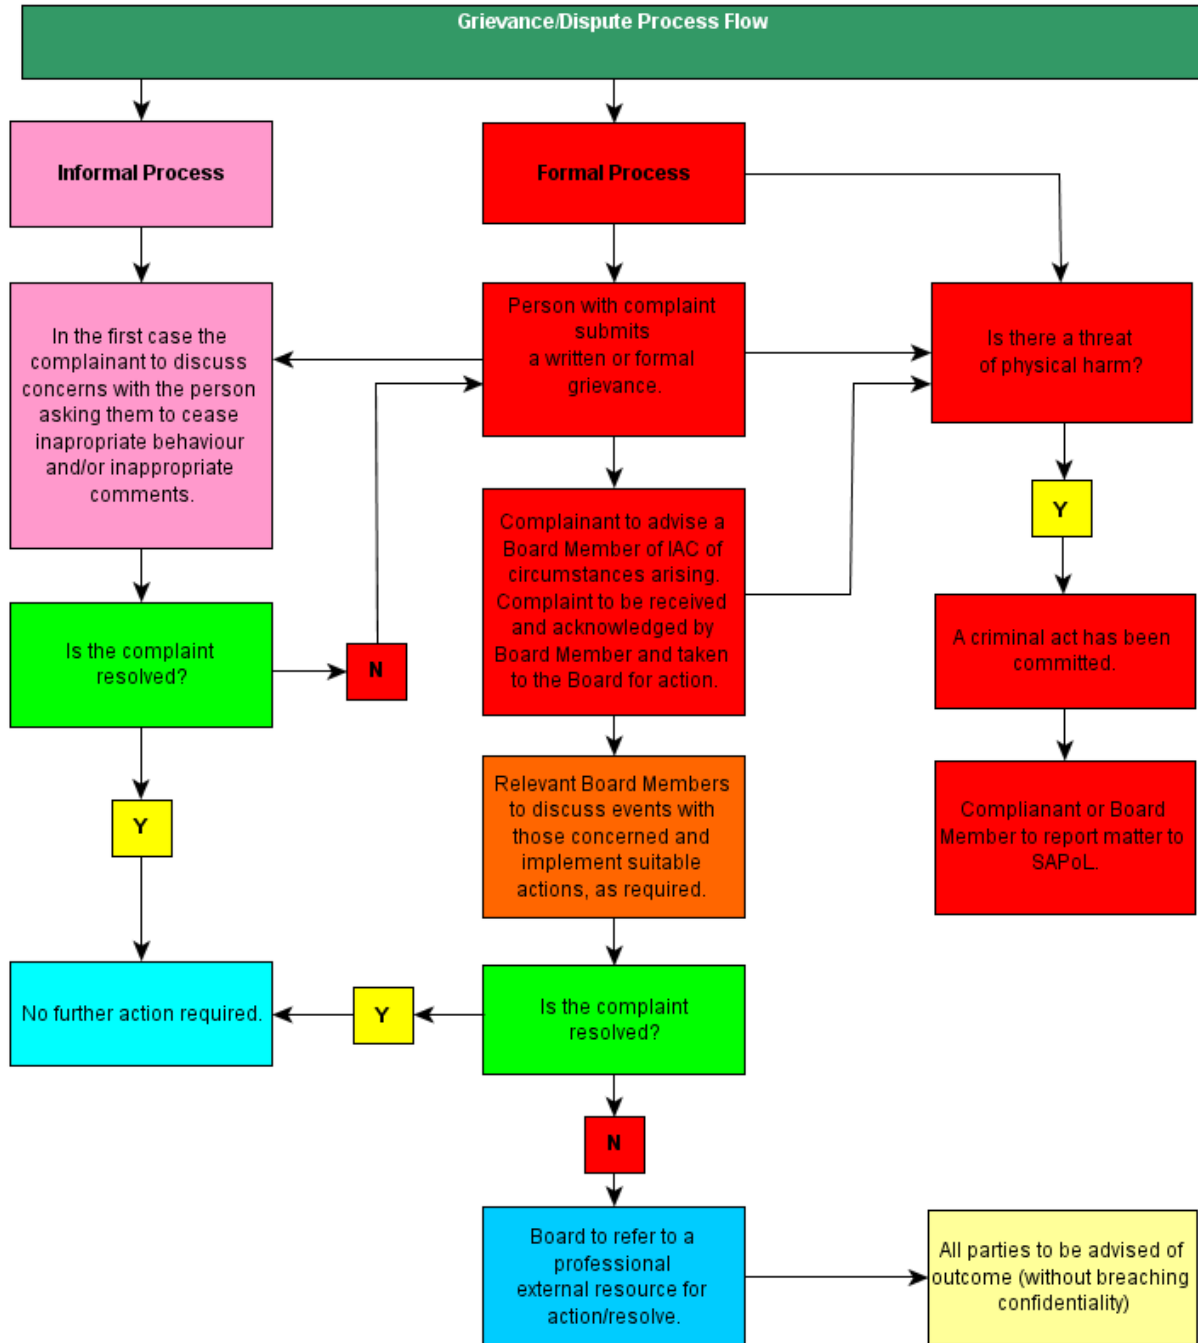 Grievance/Dispute Process Flow
Informal Process
Formal Process
In the first case the
complainant to discuss
concerns with the person
asking them to cease
inapropriate behaviour
and/or inappropriate
comments.
Person with complaint
submits
a written or formal
grievance.
Is there a threat
of physical harm?
Y
Complainant to advise a
Board Member of IAC of
circumstances arising.
Complaint to be received
and acknowledged by
Board Member and taken
to the Board for action.
Is the complaint
resolved?
N
A criminal act has been
committed.
Y
Relevant Board Members
to discuss events with
those concerned and
implement suitable
actions, as required.
Complianant or Board
Member to report matter to
SAPoL.
No further action required.
Y
Is the complaint
resolved?
N
Board to refer to a
professional
external resource for
action/resolve.
All parties to be advised of
outcome (without breaching
confidentiality)